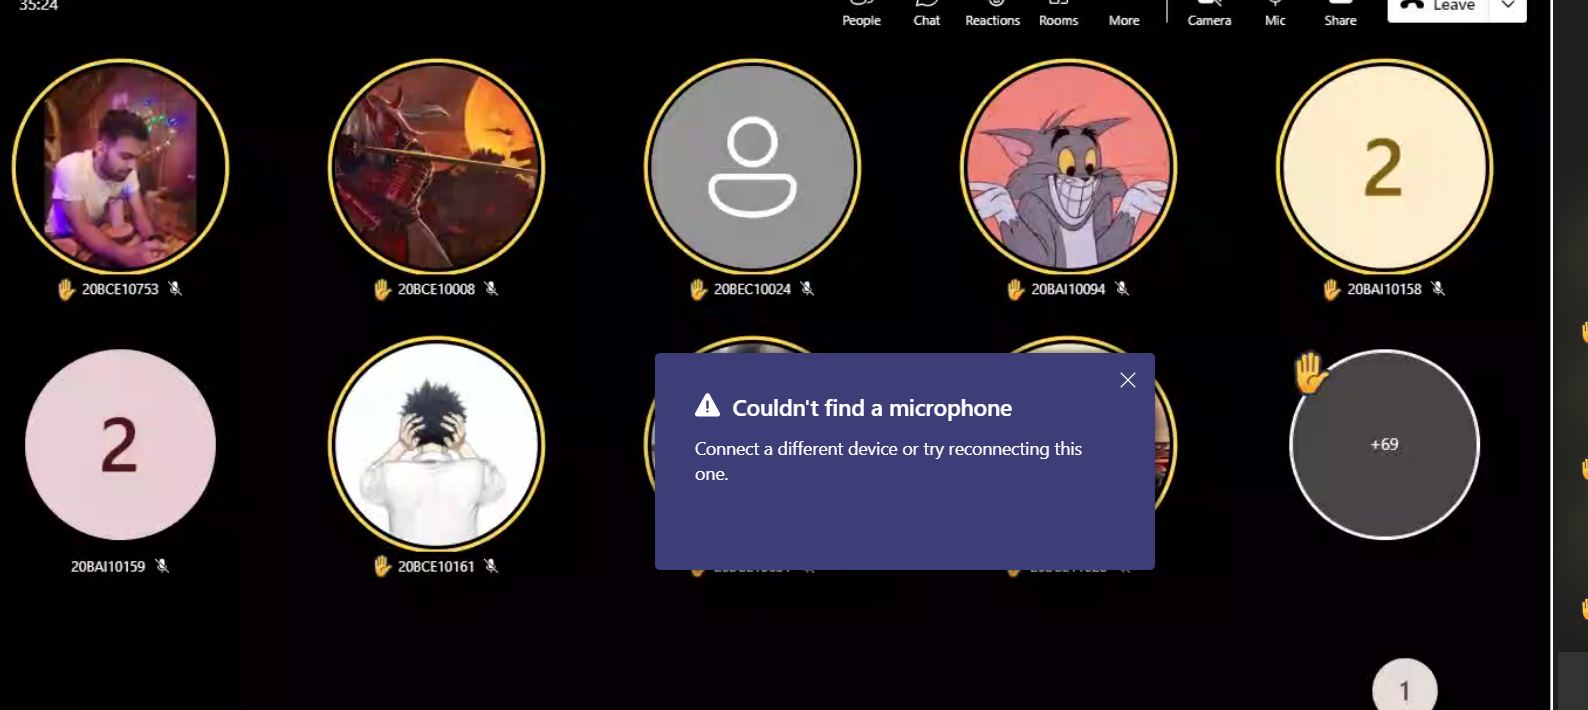 35:24
People Chat Reactions Rooms More Camera Mic Share Leave
20BCE10753 20BCE10008 20BEC10024 20BAI10094 2
20BAI10158
2
Couldn't find a microphone
Connect a different device or try reconnecting this
one.
+69
20BAI10159 20BCE10161
1